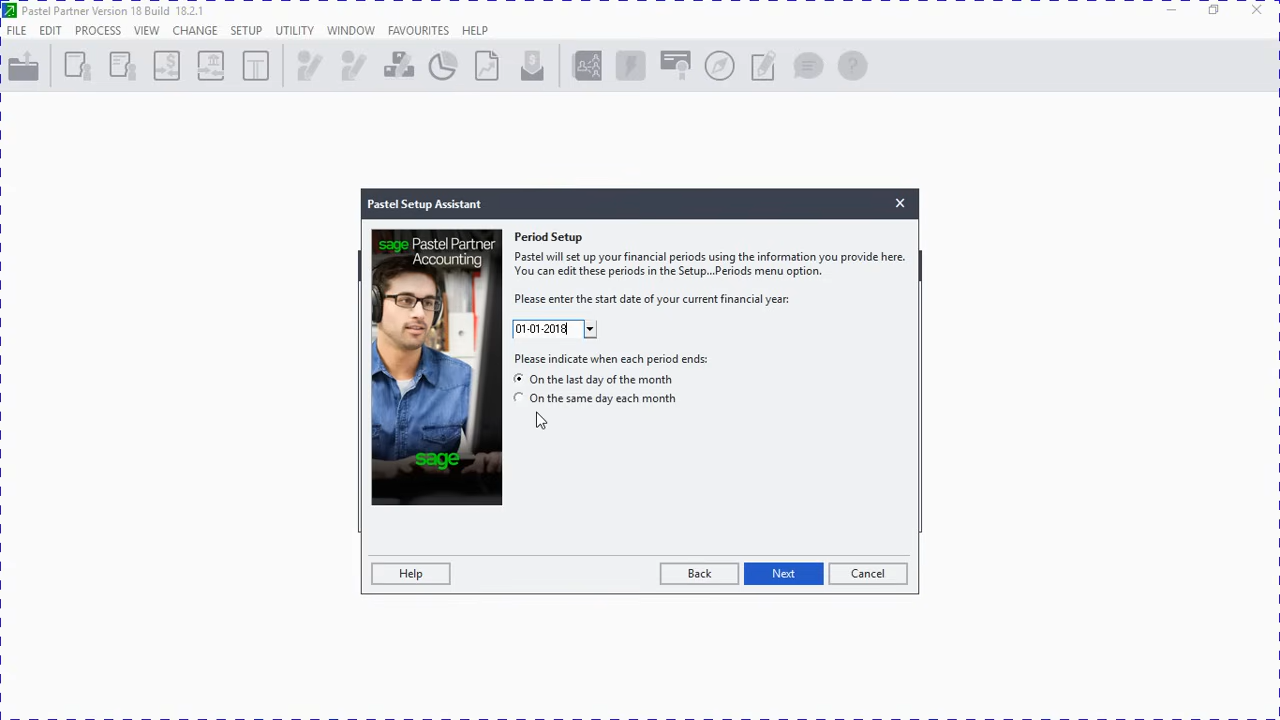 Pastel Partner Version 18 Build 18.2.1
FILE EDIT PROCESS VIEW CHANGE SETUP UTILITY WINDOW FAVOURITES HELP
Pastel Setup Assistant
sage Pastel Partner
Accounting
sage
Period Setup
Pastel will set up your financial periods using the information you provide here.
You can edit these periods in the Setup...Periods menu option.
Please enter the start date of your current financial year:
01-01-2018
Please indicate when each period ends:
On the last day of the month
On the same day each month
Help Back Next Cancel